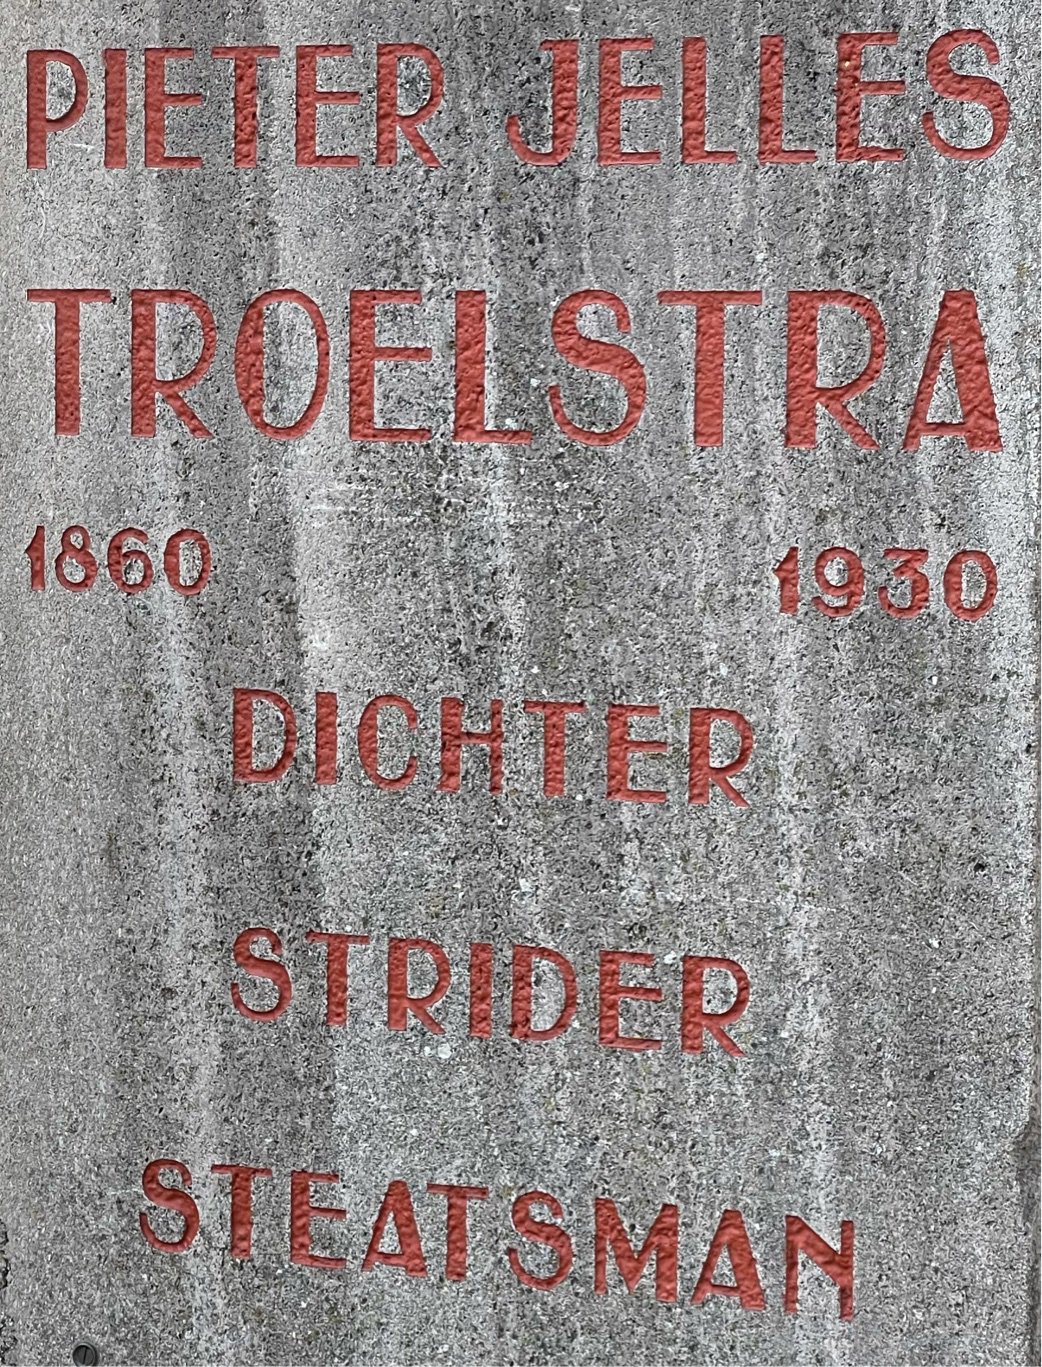 PIETER JELLES
TROELSTRA
1860 1930
DICHTER
STRIDER
STEATSMAN